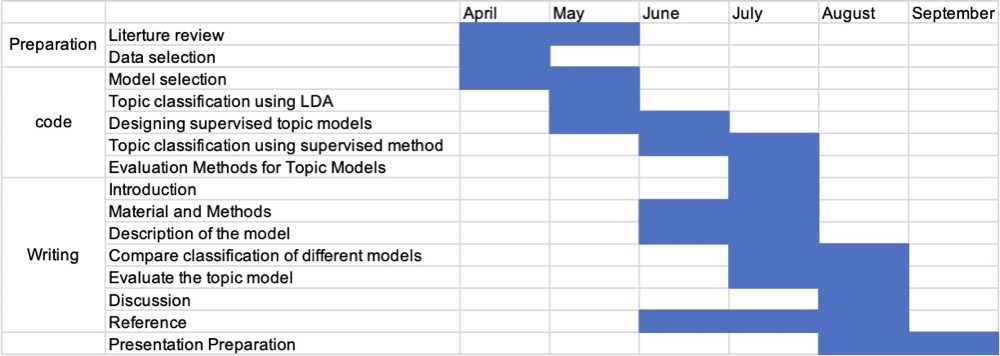 April May June July August September
Preparation
Literture review
Data selection
code
Model selection
Topic classification using LDA
Designing supervised topic models
Topic classification using supervised method
Evaluation Methods for Topic Models
Writing
Introduction
Material and Methods
Description of the model
Compare classification of different models
Evaluate the topic model
Discussion
Reference
Presentation Preparation